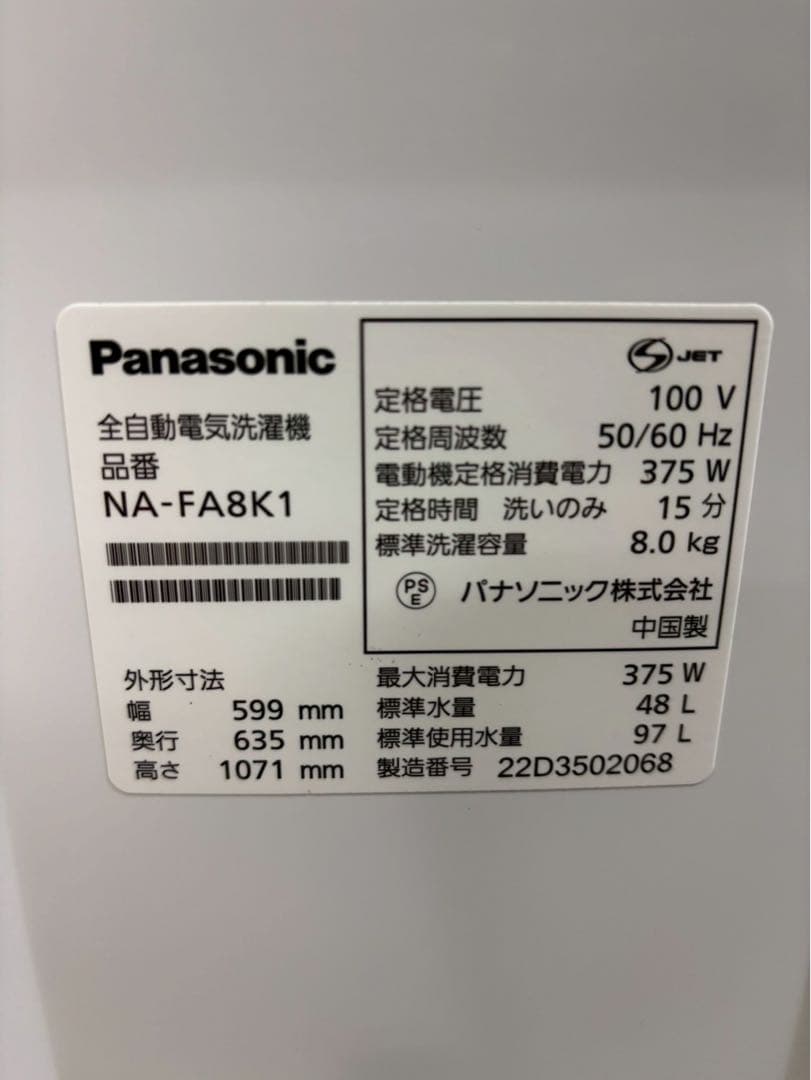 Panasonic
全自動電気洗濯機
品番
NA-FA8K1
外形寸法
幅 599 mm
奥行 635 mm
高さ 1071 mm
S JET
定格電圧 100 V
定格周波数 50/60 Hz
電動機定格消費電力 375 W
定格時間 洗いのみ 15 分
標準洗濯容量 8.0 kg
PS
E
パナソニック株式会社
中国製
最大消費電力 375 W
標準水量 48 L
標準使用水量 97 L
製造番号 22D3502068